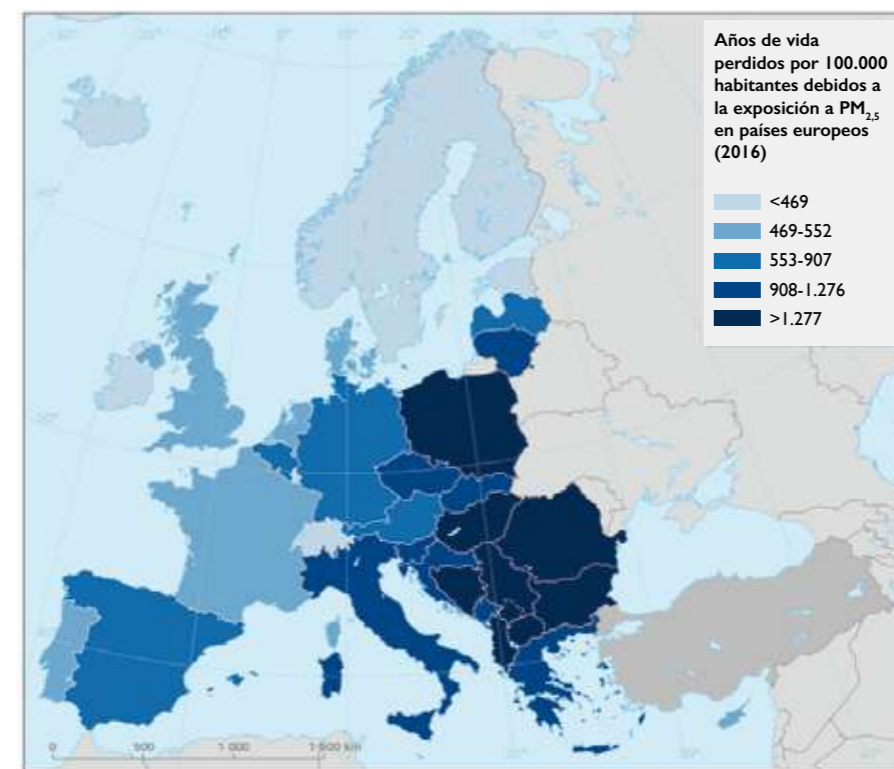 Años de vida
perdidos por 100.000
habitantes debidos a
la exposición a PM2,5
en países europeos
(2016)
<469
469-552
553-907
908-1.276
>1.277
0 500 1 000 1 500 km